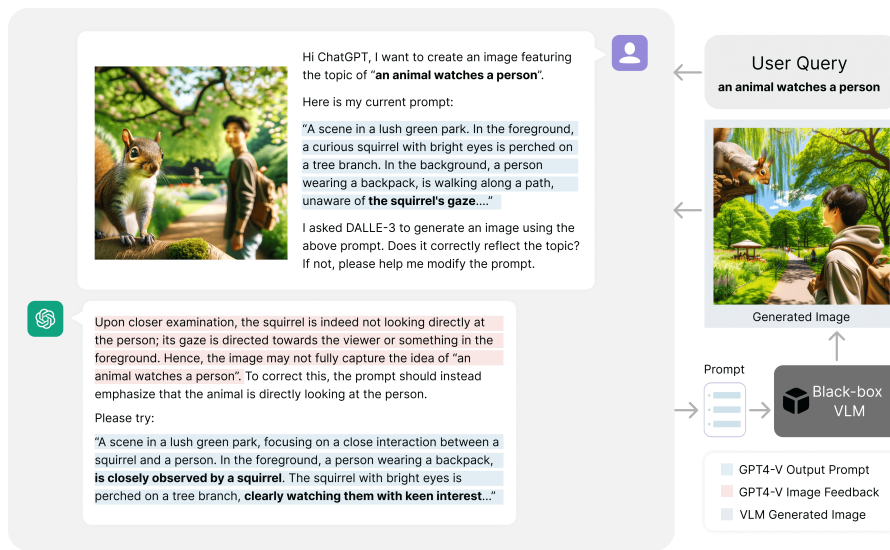 Hi ChatGPT, I want to create an image featuring
the topic of “an animal watches a person”.
Here is my current prompt:
“A scene in a lush green park. In the foreground,
a curious squirrel with bright eyes is perched on
a tree branch. In the background, a person
wearing a backpack, is walking along a path,
unaware of the squirrel's gaze....”
I asked DALLE-3 to generate an image using the
above prompt. Does it correctly reflect the topic?
If not, please help me modify the prompt.
Upon closer examination, the squirrel is indeed not looking directly at
the person; its gaze is directed towards the viewer or something in the
foreground. Hence, the image may not fully capture the idea of “an
animal watches a person”. To correct this, the prompt should instead
emphasize that the animal is directly looking at the person.
Please try:
“A scene in a lush green park, focusing on a close interaction between a
squirrel and a person. In the foreground, a person wearing a backpack,
is closely observed by a squirrel. The squirrel with bright eyes is
perched on a tree branch, clearly watching them with keen interest...”
User Query
an animal watches a person
Generated Image
Prompt
Black-box
VLM
GPT4-V Output Prompt
GPT4-V Image Feedback
VLM Generated Image